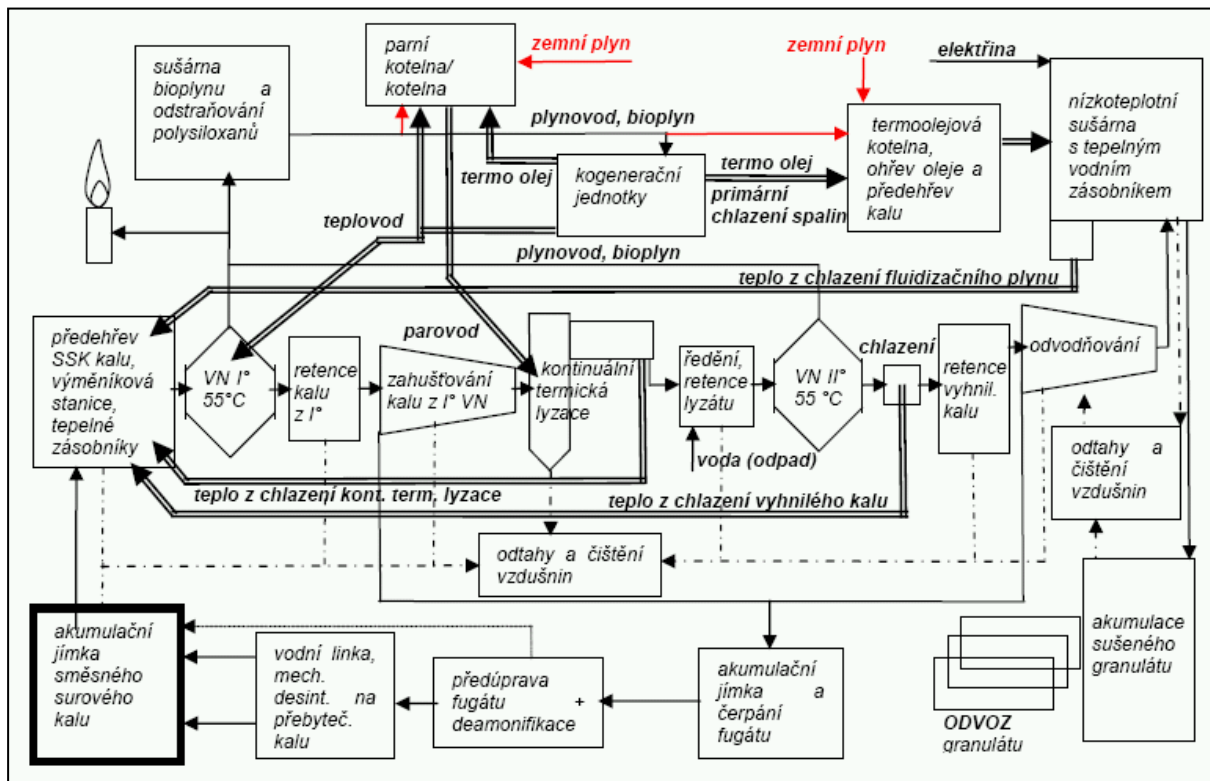 sušárna
bioplynu a
odstraňování
polysiloxanů
parní
kotelna/
kotelna
zemní plyn
zemní plyn
elektřina
nízkoteplotní
sušárna
s tepelným
vodním
zásobníkem
plynovod, bioplyn
termoolejová
kotelna,
ohřev oleje a
předehřev
kalu
termo olej
kogenerační
jednotky
termo olej
primární
chlazení spalin
teplovod
plynovod, bioplyn
teplo z chlazení fluidizačního plynu
předehřev
SSK kalu,
výměníková
stanice,
tepelné
zásobníky
VN I°
55°C
retence
kalu
z I°
parovod
zahušťování
kalu z I° VN
kontinuální
termická
lyzace
ředění,
retence
lyzátu
VN II°
55 °C
chlazení
retence
vyhnil.
kalu
odvodňování
voda (odpad)
teplo z chlazení kont. term, lyzace
teplo z chlazení vyhnilého kalu
odtahy a
čištění
vzdušnin
odtahy a čištění
vzdušnin
akumulační
jímka
směsného
surového
kalu
vodní linka,
mech.
desint. na
přebyteč.
kalu
předúprava
fugátu +
deamonifikace
akumulační
jímka a
čerpání
fugátu
ODVOZ
granulátu
akumulace
sušeného
granulátu